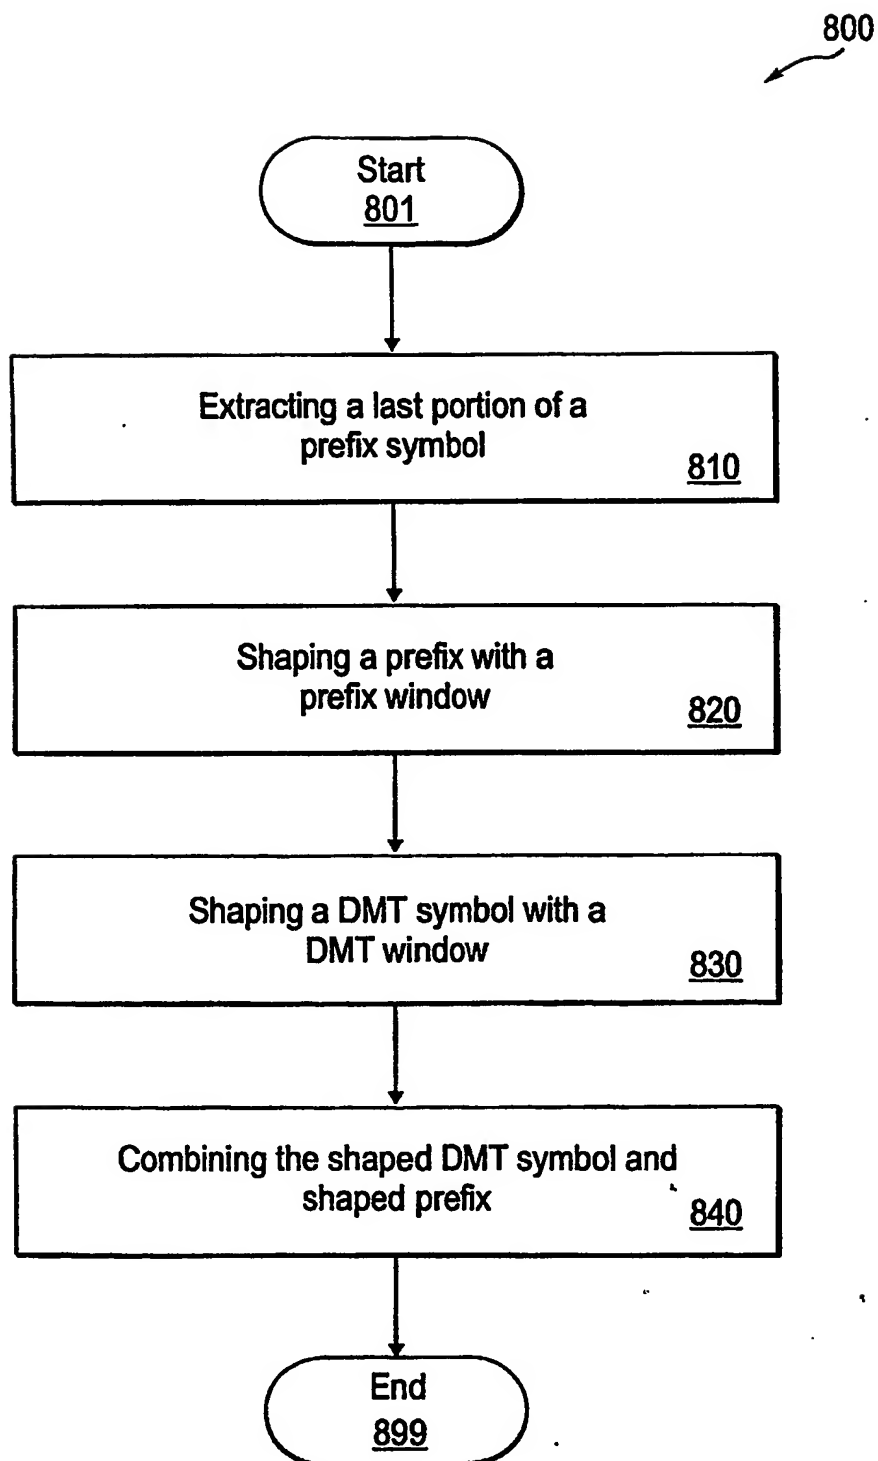 800
Start
801
Extracting a last portion of a
prefix symbol
810
Shaping a prefix with a
prefix window
820
Shaping a DMT symbol with a
DMT window
830
Combining the shaped DMT symbol and
shaped prefix
840
End
899